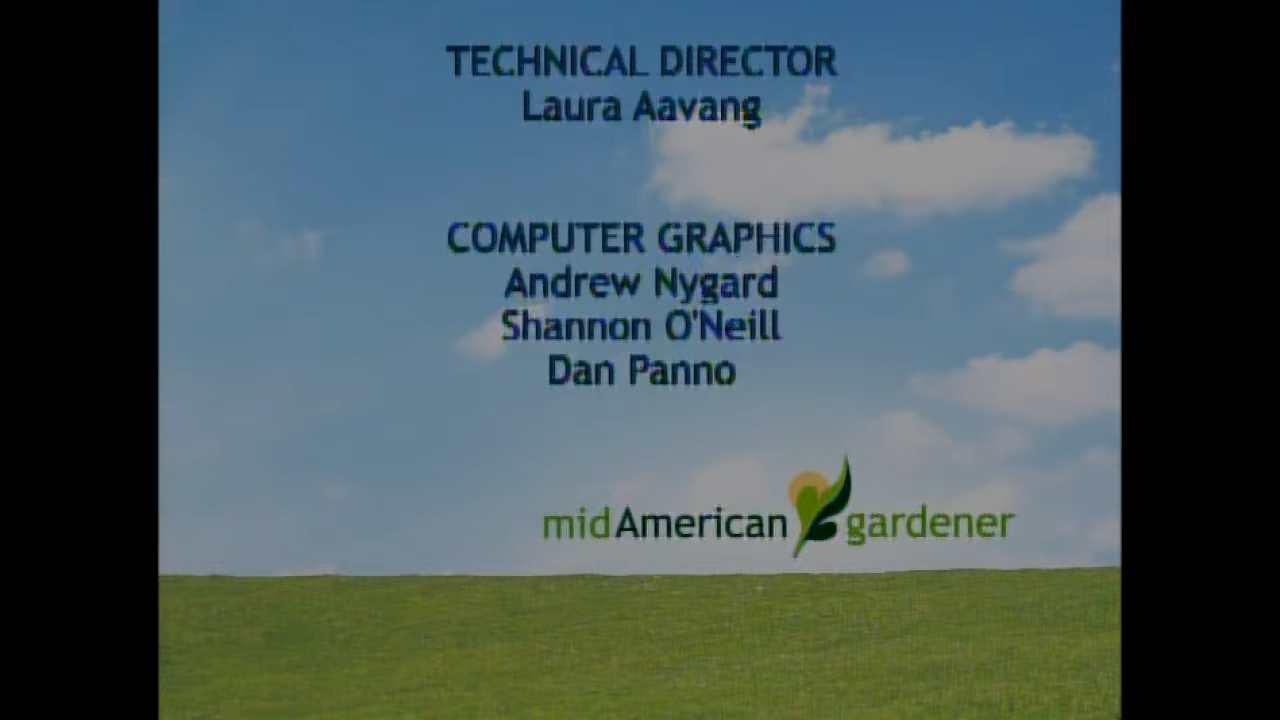 TECHNICAL DIRECTOR
Laura Aavang
COMPUTER GRAPHICS
Andrew Nygard
Shannon O'Neill
Dan Panno
midAmerican gardener